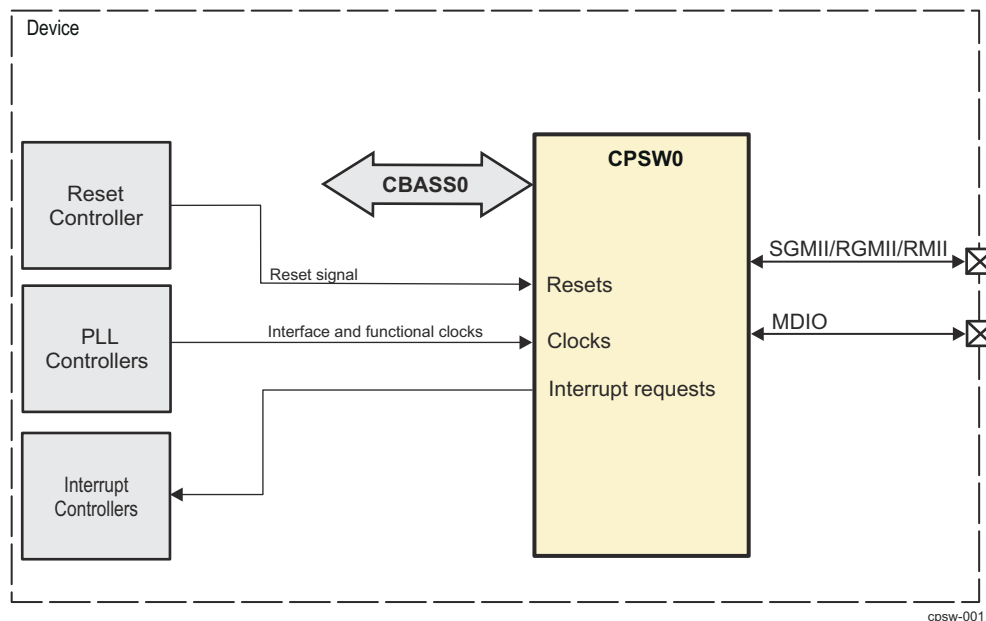 Device
CPSW0
CBASS0
Reset
Controller
SGMII/RGMII/RMII
Reset signal
Resets
MDIO
PLL
Controllers
Interface and functional clocks
Clocks
Interrupt requests
Interrupt
Controllers
cpsw-001